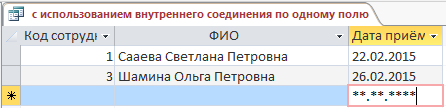 с использованием внутреннего соединения по одному полю
Код сотрудн ФИО Дата приём
1 Сааева Светлана Петровна 22.02.2015
3 Шамина Ольга Петровна 26.02.2015
* **.**.****